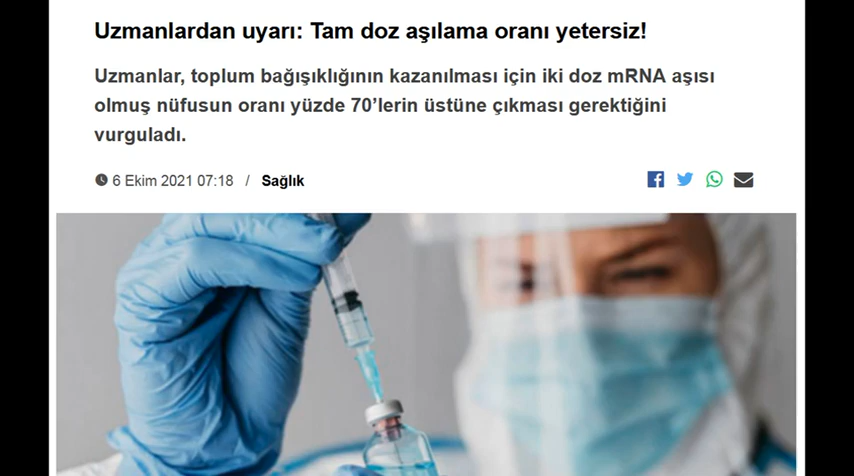 Uzmanlardan uyarı: Tam doz aşılama oranı yetersiz!
Uzmanlar, toplum bağışıklığının kazanılması için iki doz mRNA aşısı
olmuş nüfusun oranı yüzde 70’lerin üstüne çıkması gerektiğini
vurguladı.
6 Ekim 2021 07:18 / Sağlık